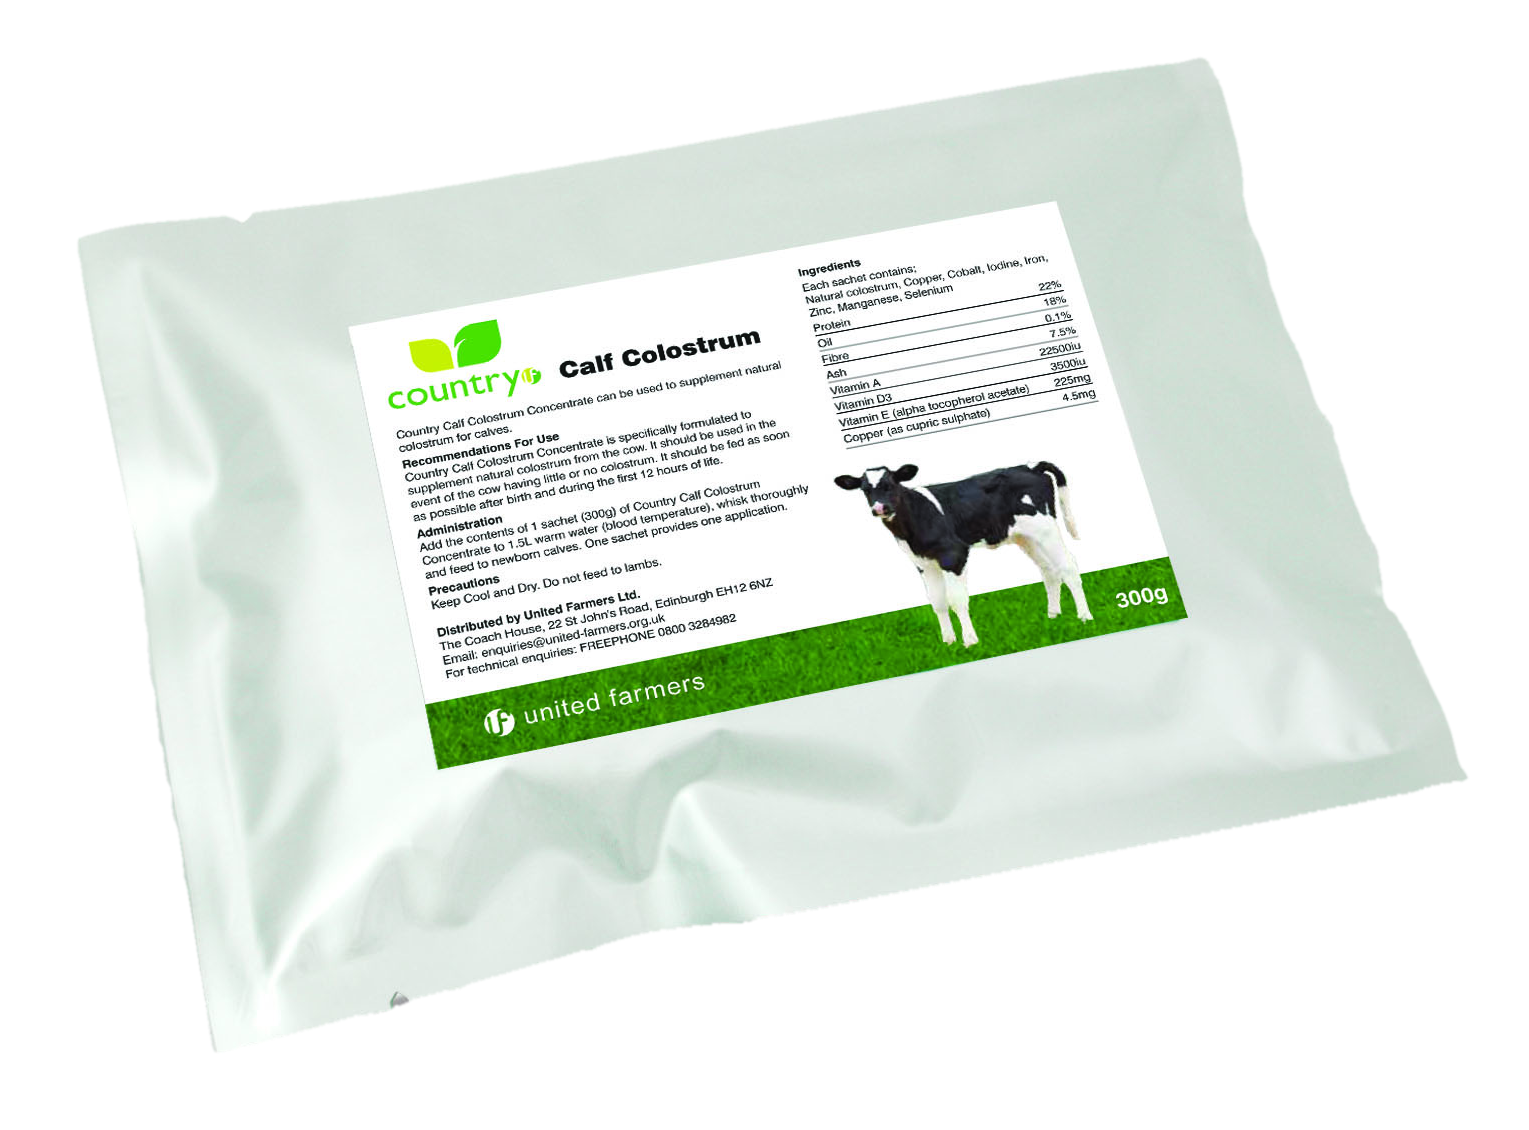 country uf
Calf Colostrum
Country Calf Colostrum Concentrate can be used to supplement natural
colostrum for calves.
Recommendations For Use
Country Calf Colostrum Concentrate is specifically formulated to
supplement natural colostrum from the cow. It should be used in the
event of the cow having little or no colostrum. It should be fed as soon
as possible after birth and during the first 12 hours of life.
Administration
Add the contents of 1 sachet (300g) of Country Calf Colostrum
Concentrate to 1.5L warm water (blood temperature), whisk thoroughly
and feed to newborn calves. One sachet provides one application.
Precautions
Keep Cool and Dry. Do not feed to lambs.
Distributed by United Farmers Ltd.
The Coach House, 22 St John's Road, Edinburgh EH12 6NZ
Email: enquiries@united-farmers.org.uk
For technical enquiries: FREEPHONE 0800 3284982
Ingredients
Each sachet contains;
Natural colostrum, Copper, Cobalt, Iodine, Iron,
Zinc, Manganese, Selenium
Protein 22%
Oil 18%
Fibre 0.1%
Ash 7.5%
Vitamin A 22500iu
Vitamin D3 3500iu
Vitamin E (alpha tocopherol acetate) 225mg
Copper (as cupric sulphate) 4.5mg
300g
uf united farmers